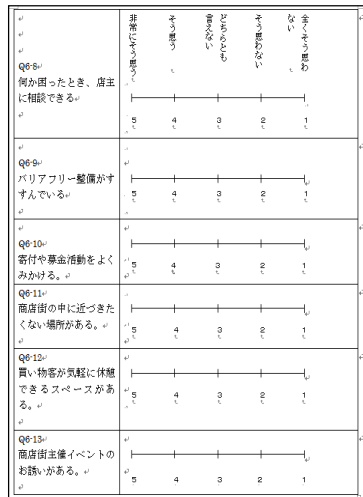 非常にそう思う
そう思う
どちらとも
言えない
そう思わない
全くそう思わ
ない
Q6-8
何か困ったとき、店主
に相談できる
5 4 3 2 1
Q6-9
バリアフリー整備がす
すんでいる
5 4 3 2 1
Q6-10
寄付や募金活動をよく
みかける。
5 4 3 2 1
Q6-11
商店街の中に近づきた
くない場所がある。
5 4 3 2 1
Q6-12
買い物客が気軽に休憩
できるスペースがあ
る。
5 4 3 2 1
Q6-13
商店街主催イベントの
お誘いがある。
5 4 3 2 1